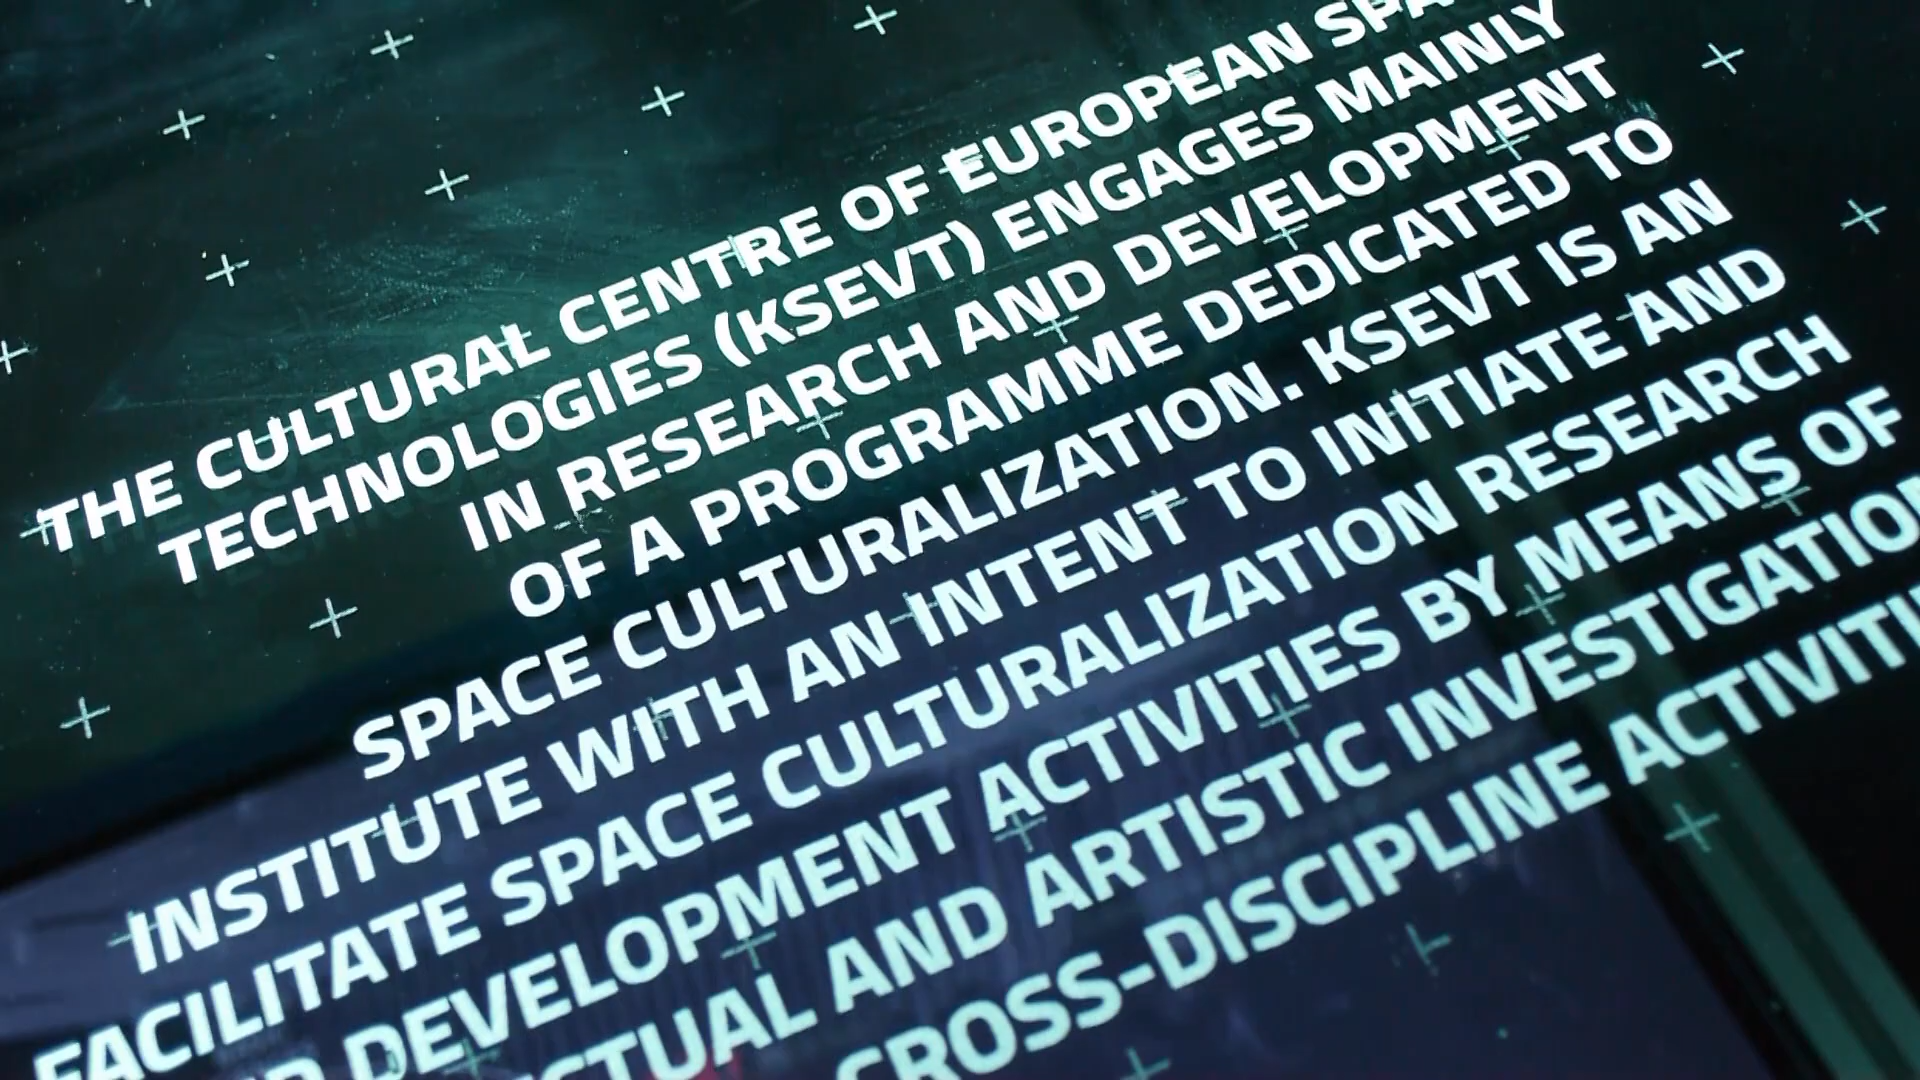 THE CULTURAL CENTRE OF EUROPEAN
TECHNOLOGIES (KSEVT) ENGAGES MAINLY
IN RESEARCH AND DEVELOPMENT
OF A PROGRAMME DEDICATED TO
SPACE CULTURALIZATION. KSEVT IS AN
INSTITUTE WITH AN INTENT TO INITIATE AND
FACILITATE SPACE CULTURALIZATION RESEARCH
DEVELOPMENT ACTIVITIES BY MEANS OF
AND ARTISTIC INVESTIGATION
CROSS-DISCIPLINE